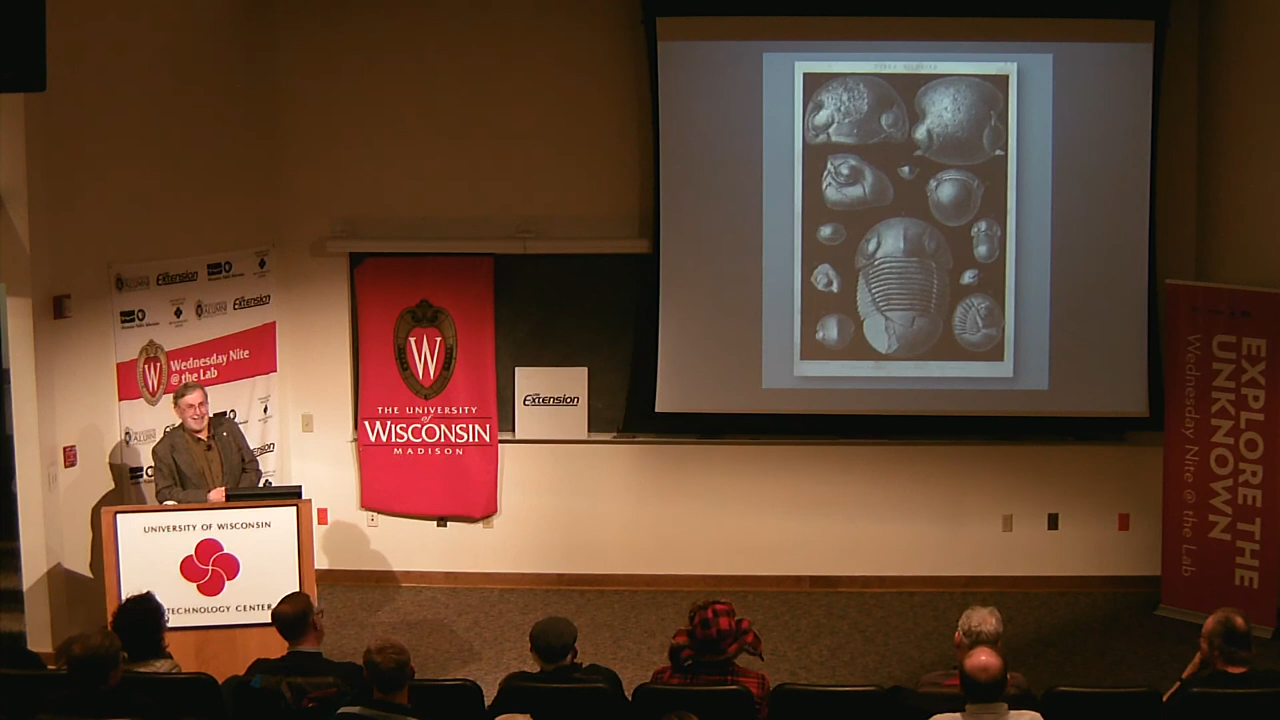 Extension
Extension
Wednesday Nite
@ the Lab
ALUMNI
W
THE UNIVERSITY
of
WISCONSIN
MADISON
Extension
UNIVERSITY OF WISCONSIN
TECHNOLOGY CENTER
EXPLORE THE
UNKNOWN
Wednesday Nite @ the Lab